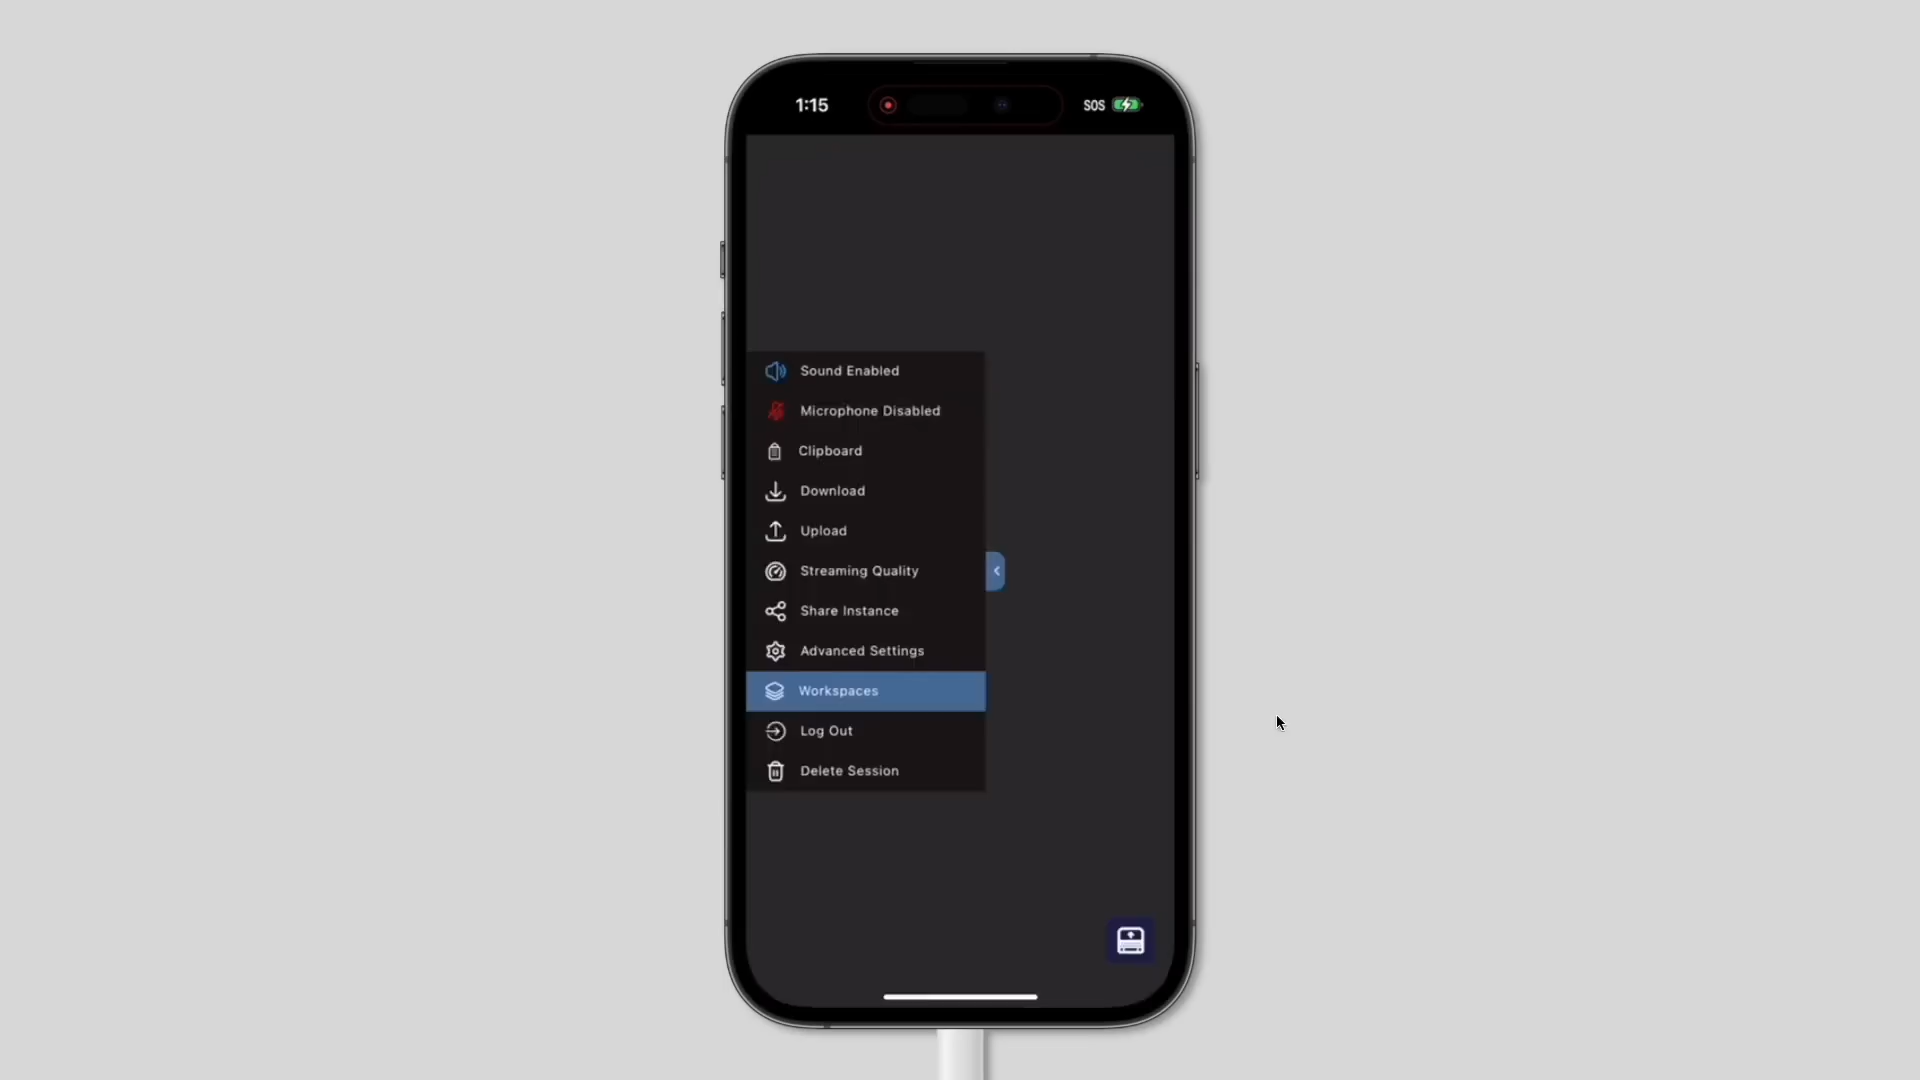 1:15
SOS
Sound Enabled
Microphone Disabled
Clipboard
Download
Upload
Streaming Quality
Share Instance
Advanced Settings
Workspaces
Log Out
Delete Session